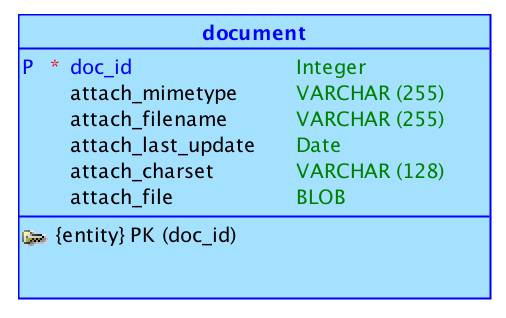 document
P * doc_id Integer
attach_mimetype VARCHAR (255)
attach_filename VARCHAR (255)
attach_last_update Date
attach_charset VARCHAR (128)
attach_file BLOB
{entity} PK (doc_id)